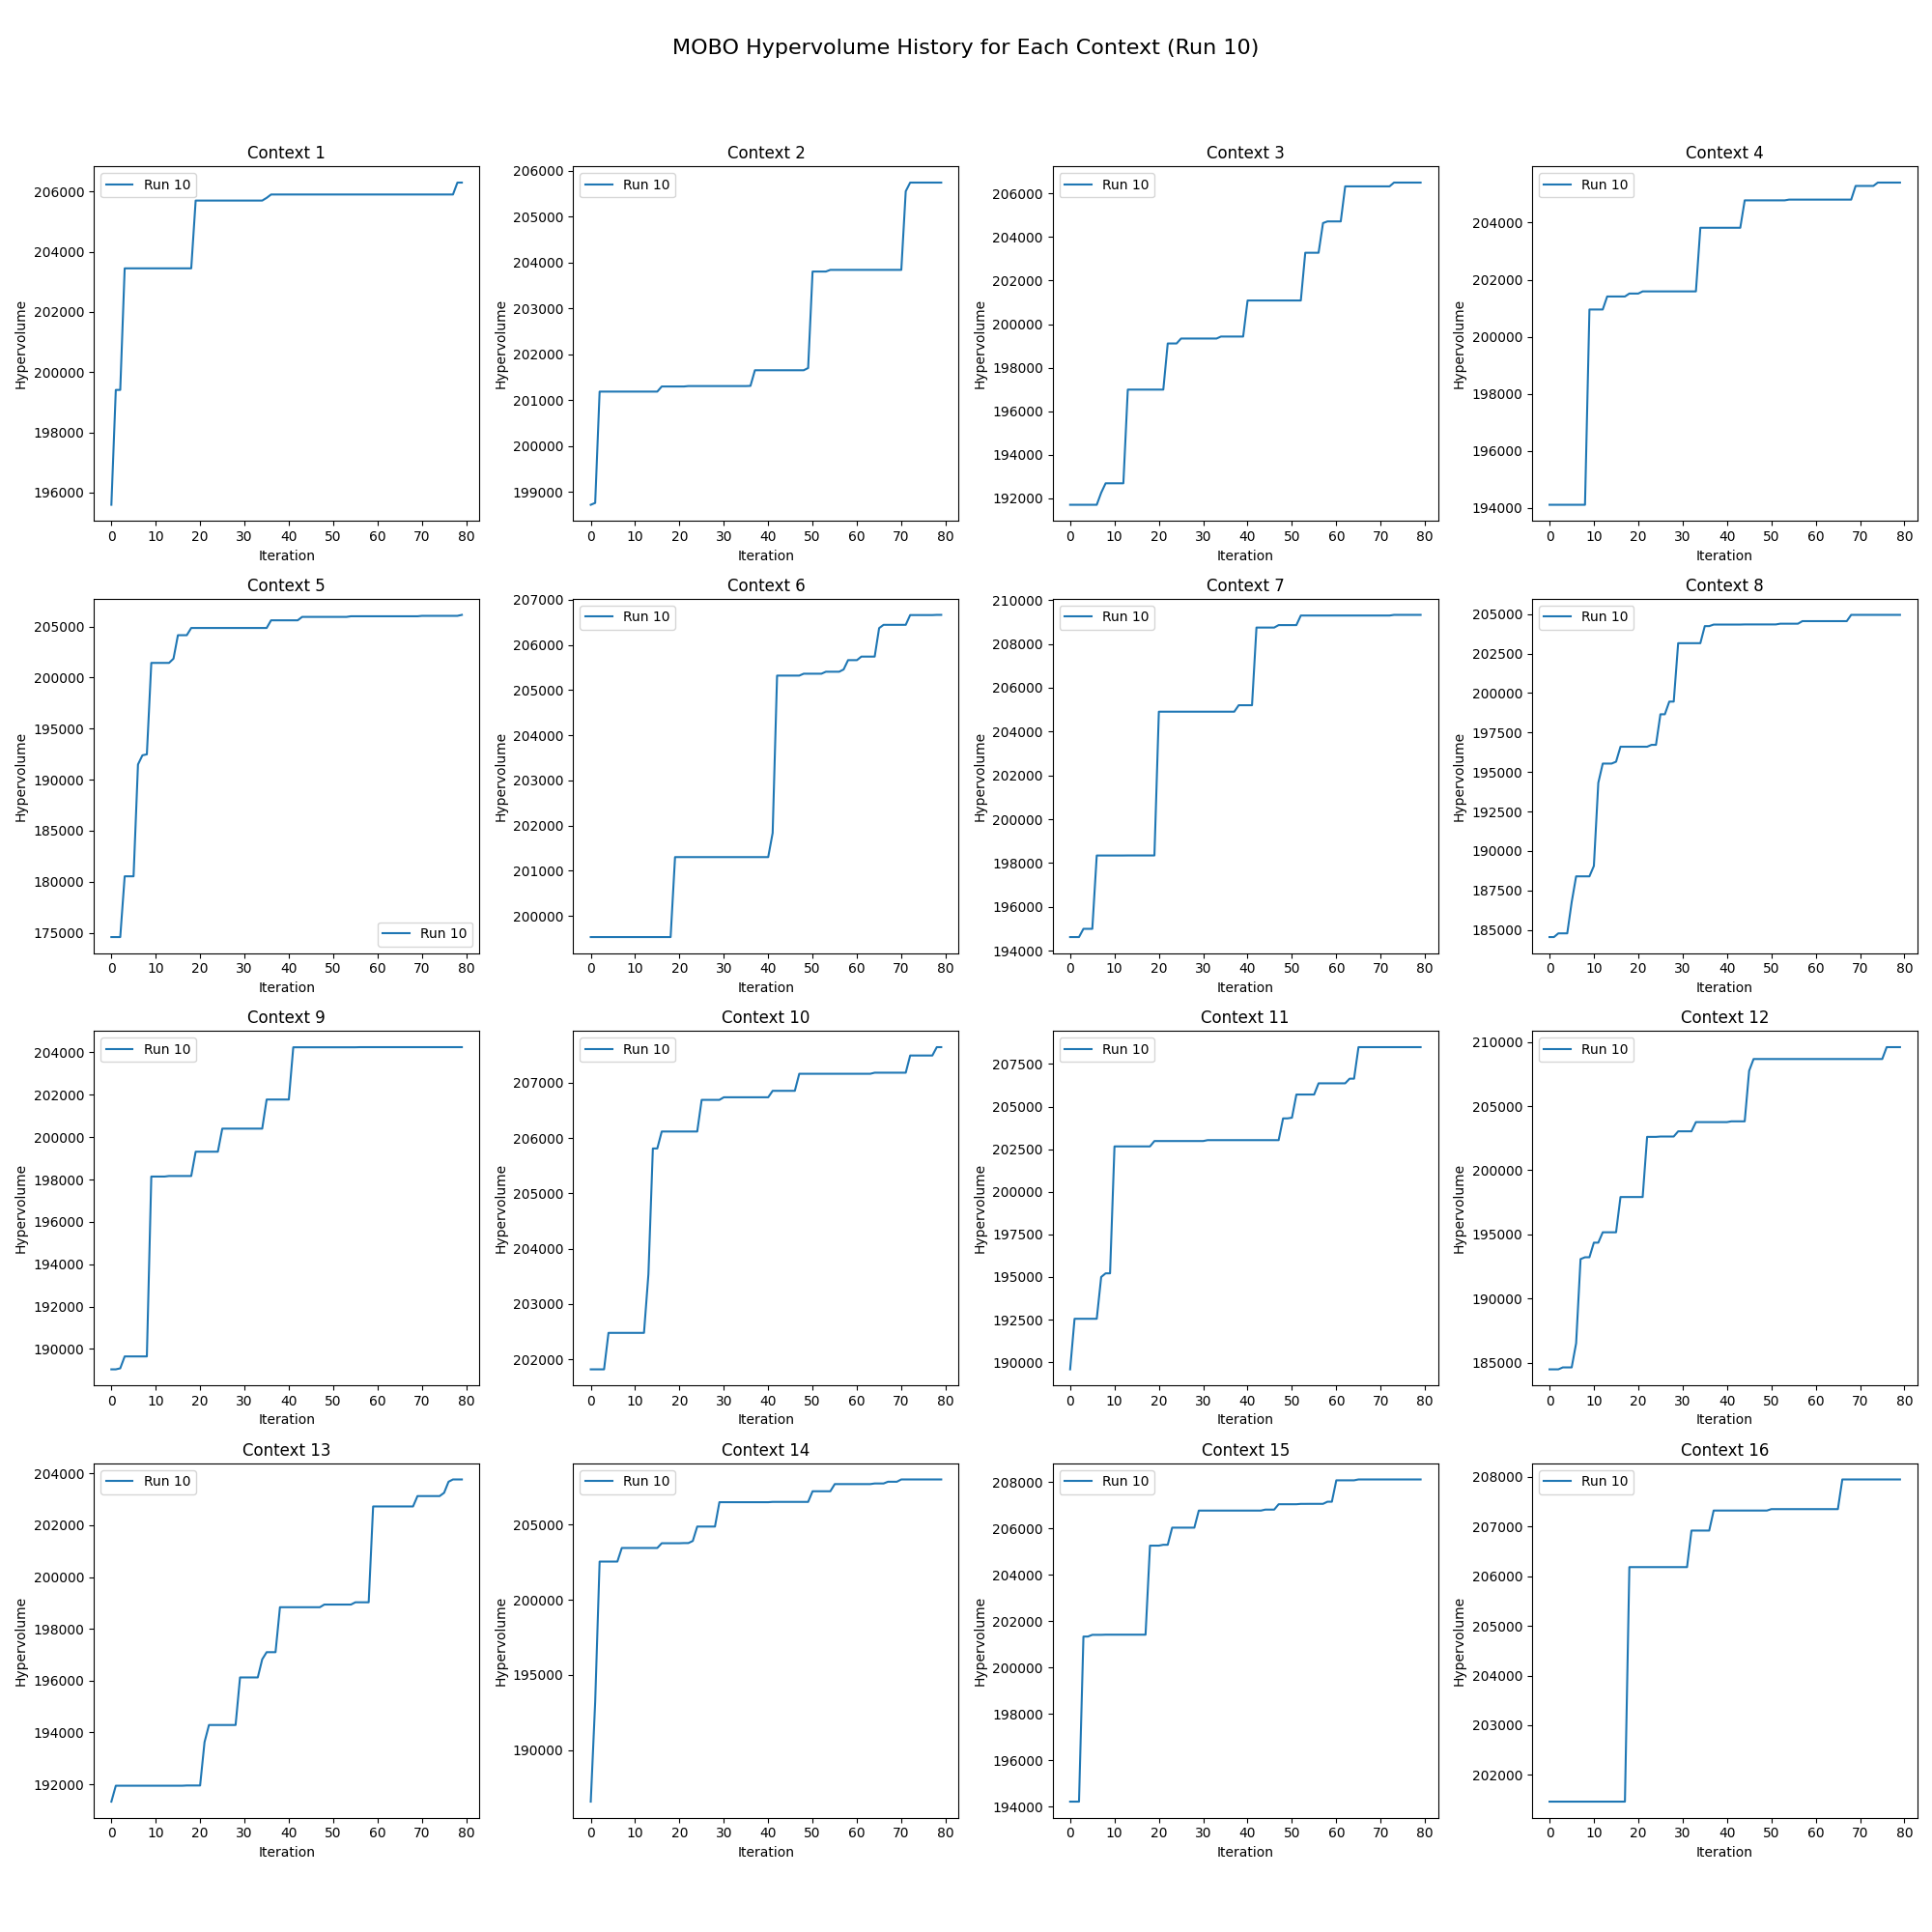 MOBO Hypervolume History for Each Context (Run 10)
Context 1
Run 10
206000
204000
202000
200000
198000
196000
Hypervolume
0 10 20 30 40 50 60 70 80
Iteration
Context 2
Run 10
206000
205000
204000
203000
202000
201000
200000
199000
Hypervolume
0 10 20 30 40 50 60 70 80
Iteration
Context 3
Run 10
206000
204000
202000
200000
198000
196000
194000
192000
Hypervolume
0 10 20 30 40 50 60 70 80
Iteration
Context 4
Run 10
204000
202000
200000
198000
196000
194000
Hypervolume
0 10 20 30 40 50 60 70 80
Iteration
Context 5
205000
200000
195000
190000
185000
180000
175000
Hypervolume
Run 10
0 10 20 30 40 50 60 70 80
Iteration
Context 6
Run 10
207000
206000
205000
204000
203000
202000
201000
200000
Hypervolume
0 10 20 30 40 50 60 70 80
Iteration
Context 7
Run 10
210000
208000
206000
204000
202000
200000
198000
196000
194000
Hypervolume
0 10 20 30 40 50 60 70 80
Iteration
Context 8
Run 10
205000
202500
200000
197500
195000
192500
190000
187500
185000
Hypervolume
0 10 20 30 40 50 60 70 80
Iteration
Context 9
Run 10
204000
202000
200000
198000
196000
194000
192000
190000
Hypervolume
0 10 20 30 40 50 60 70 80
Iteration
Context 10
Run 10
207000
206000
205000
204000
203000
202000
Hypervolume
0 10 20 30 40 50 60 70 80
Iteration
Context 11
Run 10
207500
205000
202500
200000
197500
195000
192500
190000
Hypervolume
0 10 20 30 40 50 60 70 80
Iteration
Context 12
Run 10
210000
205000
200000
195000
190000
185000
Hypervolume
0 10 20 30 40 50 60 70 80
Iteration
Context 13
Run 10
204000
202000
200000
198000
196000
194000
192000
Hypervolume
0 10 20 30 40 50 60 70 80
Iteration
Context 14
Run 10
205000
200000
195000
190000
Hypervolume
0 10 20 30 40 50 60 70 80
Iteration
Context 15
Run 10
208000
206000
204000
202000
200000
198000
196000
194000
Hypervolume
0 10 20 30 40 50 60 70 80
Iteration
Context 16
Run 10
208000
207000
206000
205000
204000
203000
202000
Hypervolume
0 10 20 30 40 50 60 70 80
Iteration